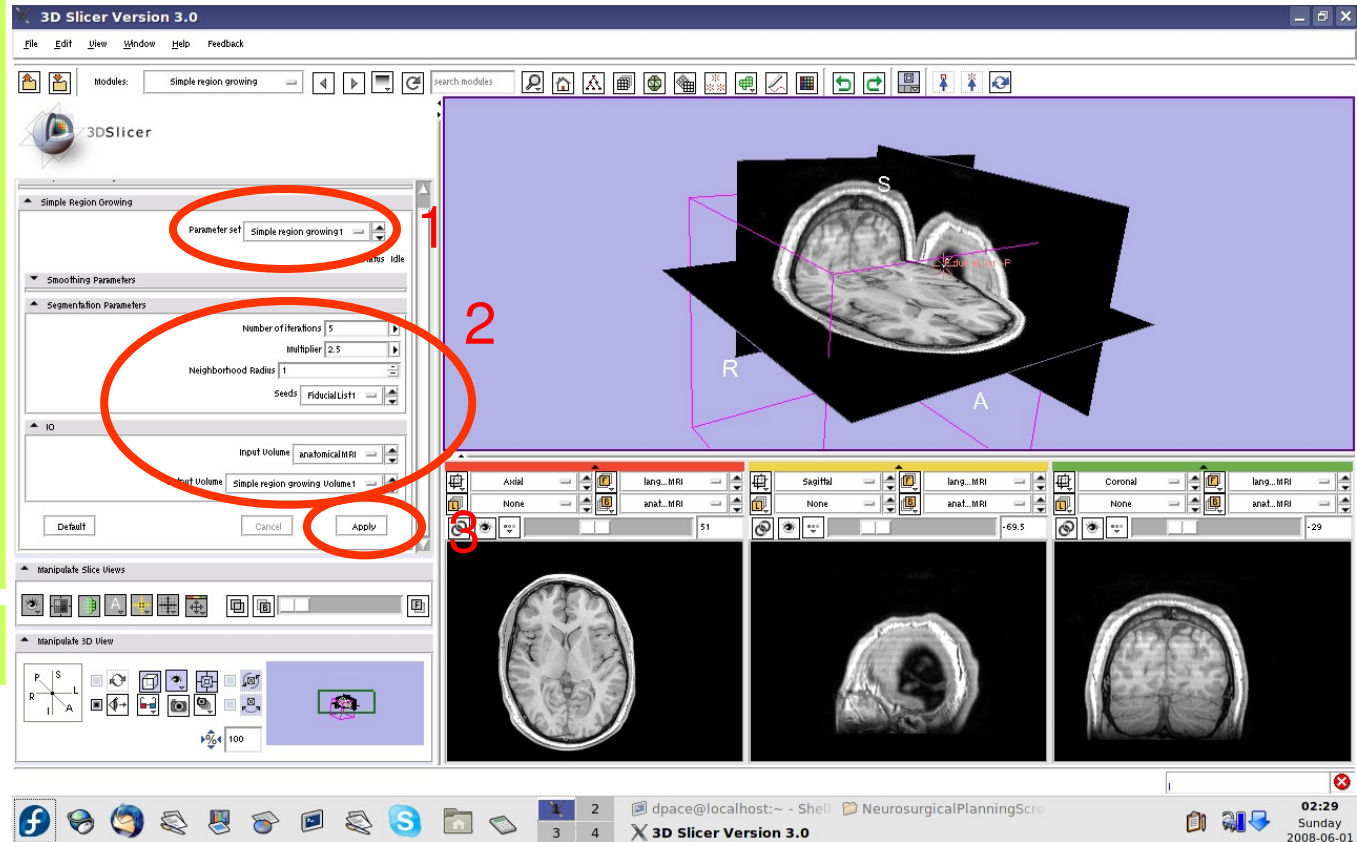 3D Slicer Version 3.0
File Edit View Window Help Feedback
Modules: Simple region growing search modules
3DSlicer
Simple Region Growing
Parameter set Simple region growing1
1
Status Idle
Smoothing Parameters
Segmentation Parameters
Number of iterations 5
Multiplier 2.5
Neighborhood Radius 1
Seeds FiducialList1
2
IO
Input Volume anatomicalMRI
Volume Simple region growing Volume1
Default Cancel Apply
3
Manipulate Slice Views
Manipulate 3D View
P S
R L
I A
100
S
R
A
Axial lang...MRI
None anat...MRI
51
Sagittal lang...MRI
None anat...MRI
-69.5
Coronal lang...MRI
None anat...MRI
-29
1 2
3 4
dpace@localhost:~ - Shell
NeurosurgicalPlanningScre
3D Slicer Version 3.0
02:29
Sunday
2008-06-01